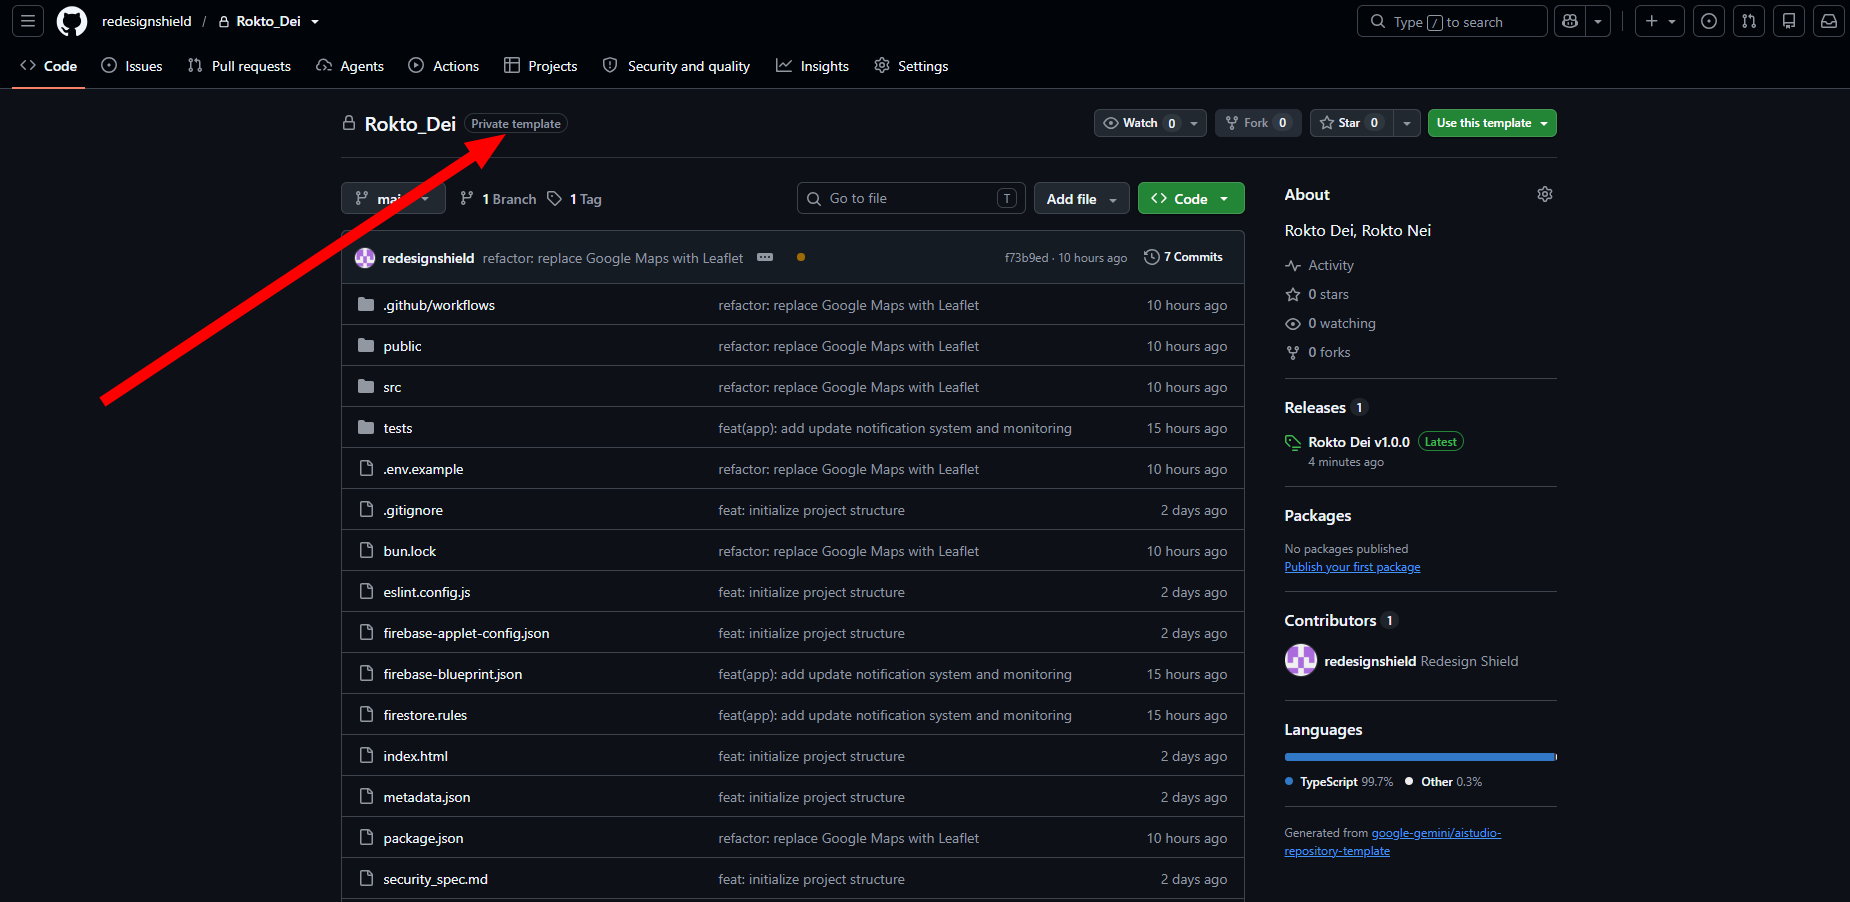 redesignshield / Rokto_Dei
Type / to search
Code Issues Pull requests Agents Actions Projects Security and quality Insights Settings
Rokto_Dei Private template
Watch 0 Fork 0 Star 0 Use this template
1 Branch 1 Tag
Go to file T Add file Code
redesignshield refactor: replace Google Maps with Leaflet f73b9ed · 10 hours ago 7 Commits
.github/workflows refactor: replace Google Maps with Leaflet 10 hours ago
public refactor: replace Google Maps with Leaflet 10 hours ago
src refactor: replace Google Maps with Leaflet 10 hours ago
tests feat(app): add update notification system and monitoring 15 hours ago
.env.example refactor: replace Google Maps with Leaflet 10 hours ago
.gitignore feat: initialize project structure 2 days ago
bun.lock refactor: replace Google Maps with Leaflet 10 hours ago
eslint.config.js feat: initialize project structure 2 days ago
firebase-applet-config.json feat: initialize project structure 2 days ago
firebase-blueprint.json feat(app): add update notification system and monitoring 15 hours ago
firestore.rules feat(app): add update notification system and monitoring 15 hours ago
index.html feat: initialize project structure 2 days ago
metadata.json feat: initialize project structure 2 days ago
package.json refactor: replace Google Maps with Leaflet 10 hours ago
security_spec.md feat: initialize project structure 2 days ago
About
Rokto Dei, Rokto Nei
Activity
0 stars
0 watching
0 forks
Releases 1
Rokto Dei v1.0.0 Latest
4 minutes ago
Packages
No packages published
Publish your first package
Contributors 1
redesignshield Redesign Shield
Languages
TypeScript 99.7% Other 0.3%
Generated from google-gemini/aistudio-
repository-template